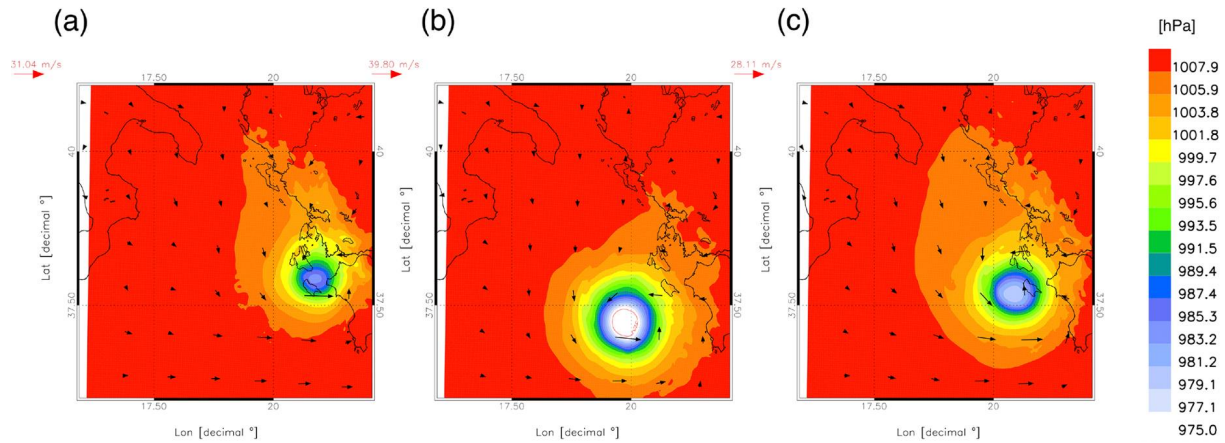 (a)
(b)
(c)
[hPa]
31.04 m/s
39.80 m/s
28.11 m/s
17.50 20
17.50 20
17.50 20
40 40
40 40
40 40
37.50
37.50 37.50
37.50 37.50
Lat [decimal °]
Lat [decimal °]
Lat [decimal °]
17.50 20
17.50 20
17.50 20
Lon [decimal °]
Lon [decimal °]
Lon [decimal °]
1007.9
1005.9
1003.8
1001.8
999.7
997.6
995.6
993.5
991.5
989.4
987.4
985.3
983.2
981.2
979.1
977.1
975.0